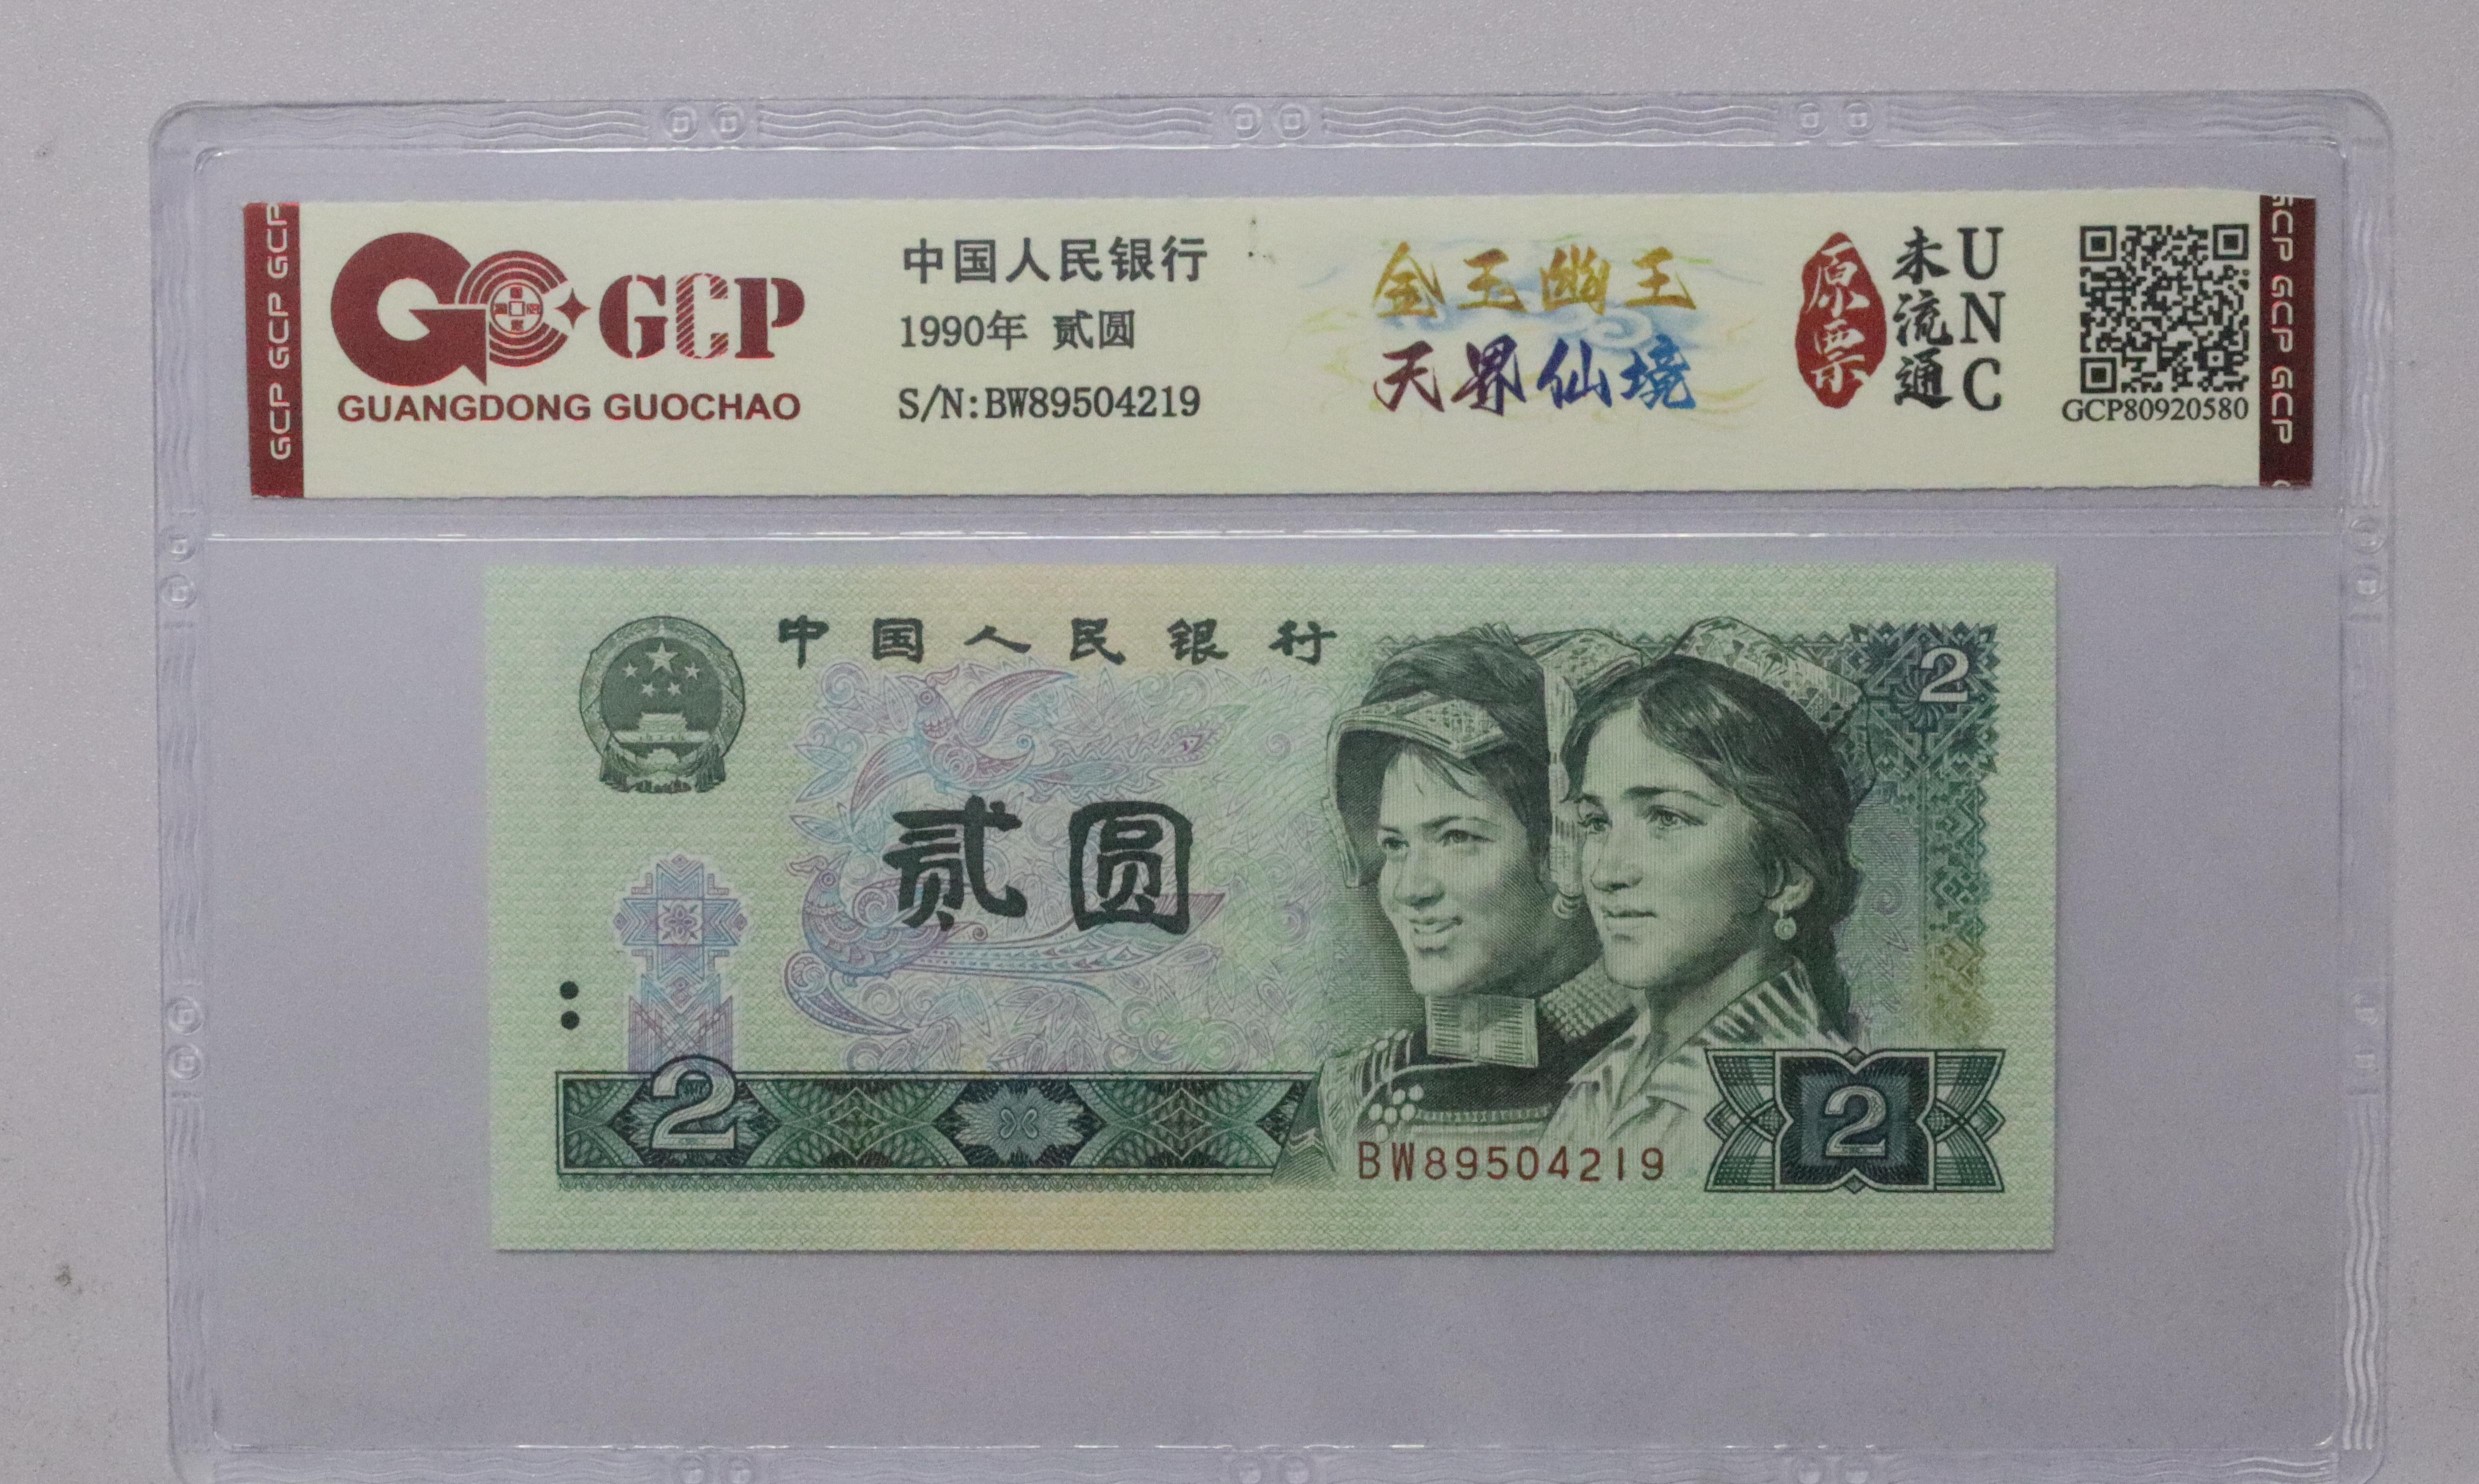 GCP GCP GCP
GCP
GUANGDONG GUOCHAO
中国人民银行
1990年 贰圆
S/N:BW89504219
金玉幽王
天界仙境
原票
未流通
UNC
GCP80920580
GCP GCP GCP
中国人民银行
2
贰圆
2
BW89504219
2